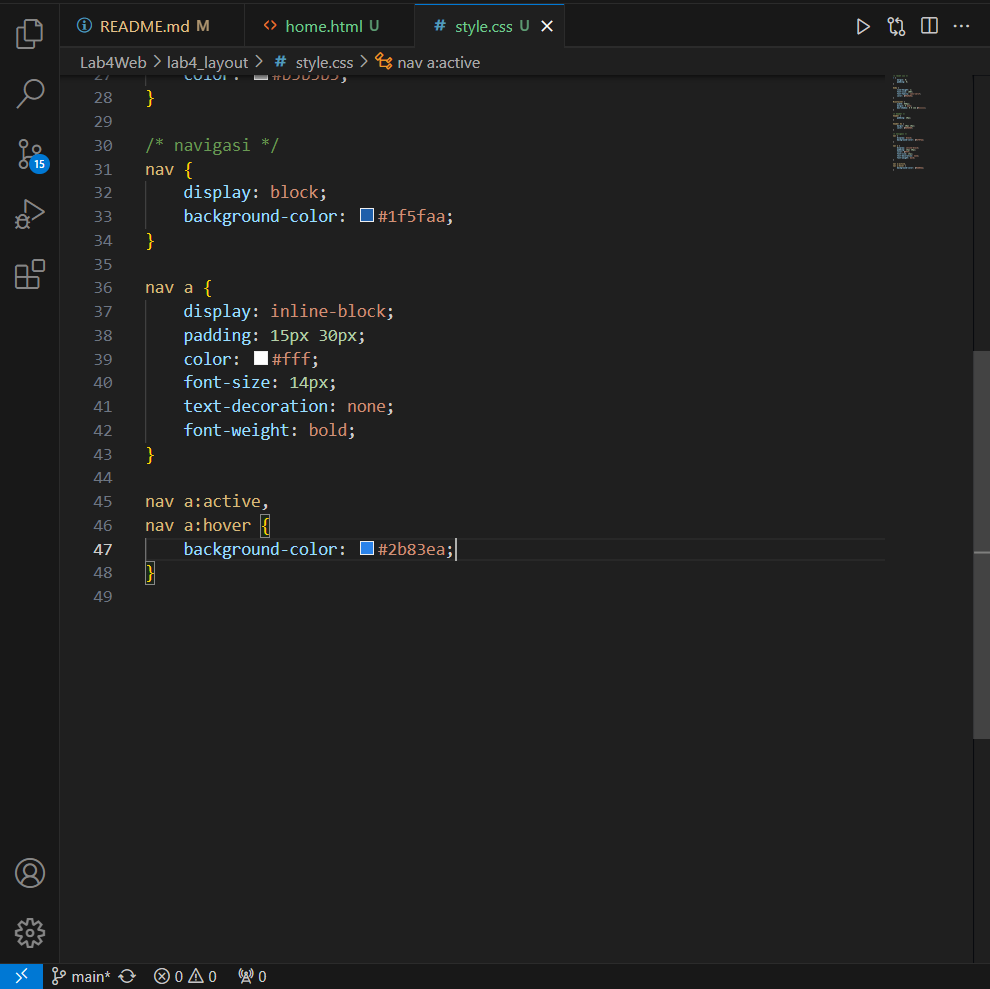 README.md M
home.html U
style.css U
Lab4Web > lab4_layout > # style.css > nav a:active
27 color: #b5b5b5;
28 }
29
30 /* navigasi */
31 nav {
32 display: block;
33 background-color: #1f5faa;
34 }
35
36 nav a {
37 display: inline-block;
38 padding: 15px 30px;
39 color: #fff;
40 font-size: 14px;
41 text-decoration: none;
42 font-weight: bold;
43 }
44
45 nav a:active,
46 nav a:hover {
47 background-color: #2b83ea;
48 }
49
15
main* 0 0 0